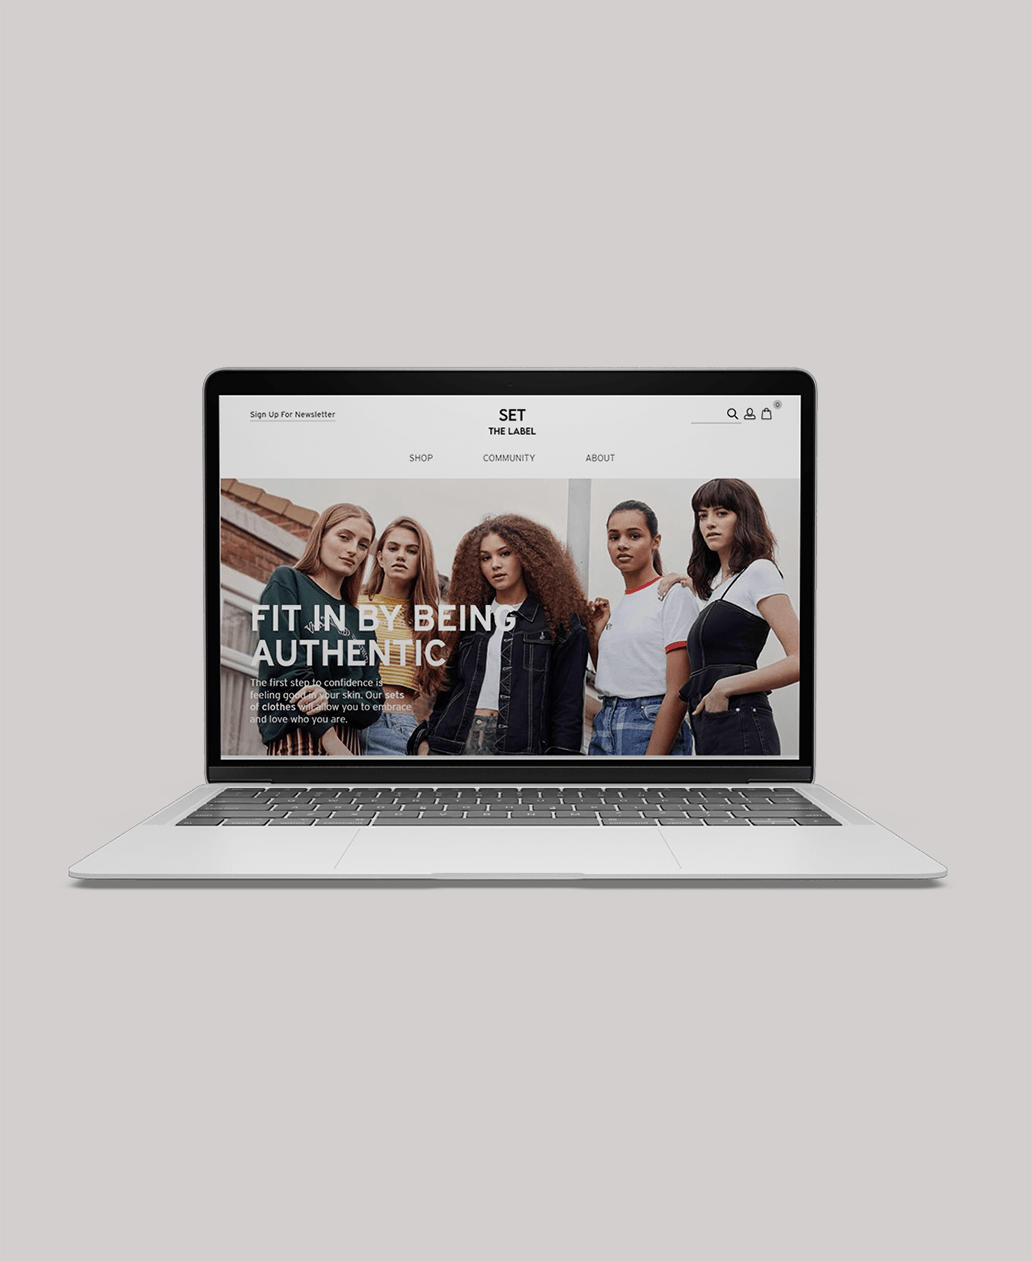 Sign Up For Newsletter
SET
THE LABEL
0
SHOP
COMMUNITY
ABOUT
FIT IN BY BEING
AUTHENTIC
The first step to confidence is
feeling good in your skin. Our sets
of clothes will allow you to embrace
and love who you are.